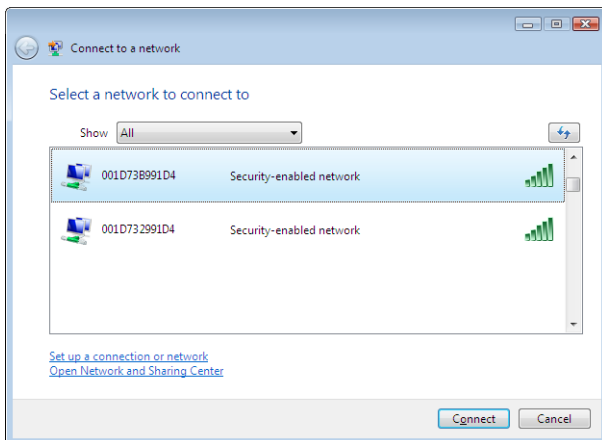 Connect to a network
Select a network to connect to
Show All
001D73B991D4 Security-enabled network
001D732991D4 Security-enabled network
Set up a connection or network
Open Network and Sharing Center
Connect Cancel